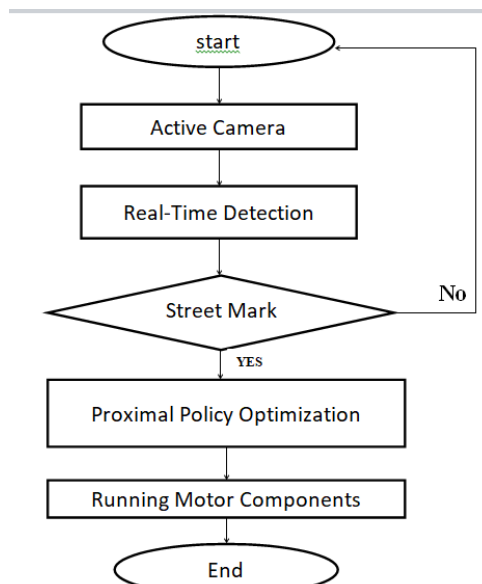 start
Active Camera
Real-Time Detection
Street Mark
No
YES
Proximal Policy Optimization
Running Motor Components
End